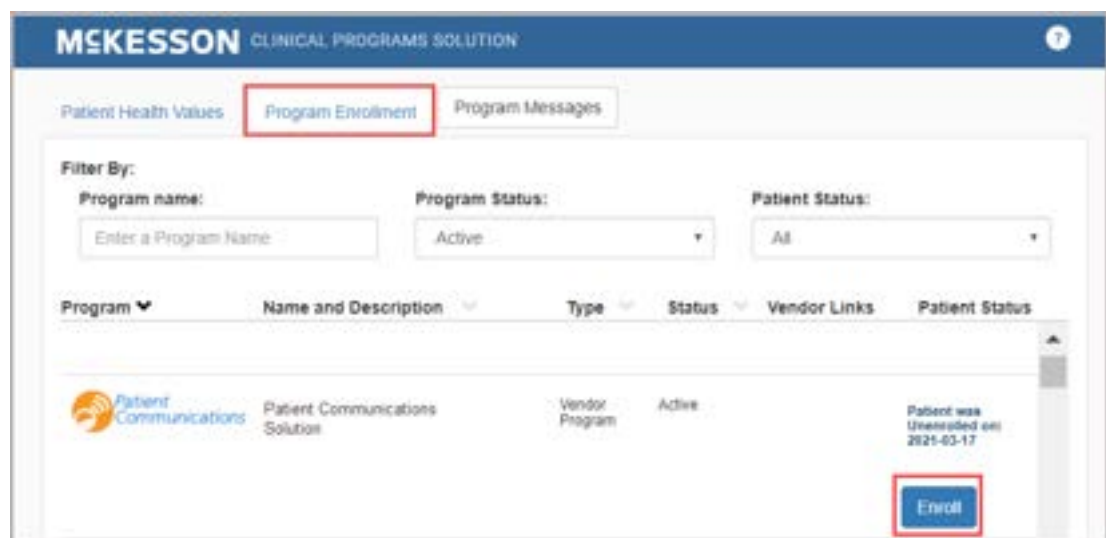 MCKESSON CLINICAL PROGRAMS SOLUTION ?
Patient Health Values Program Enrollment Program Messages
Filter By:
Program name: Program Status: Patient Status:
Enter a Program Name Active All
Program Name and Description Type Status Vendor Links Patient Status
Patient
Communications
Patient Communications
Solution
Vendor
Program
Active
Patient was
Unenrolled on:
2021-03-17
Enroll